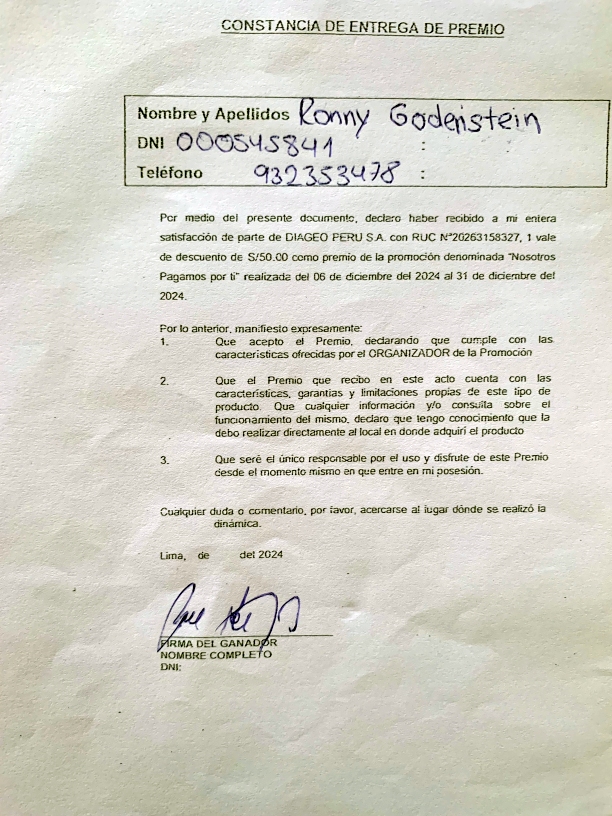 CONSTANCIA DE ENTREGA DE PREMIO
Nombre y Apellidos Ronny Godenstein
DNI 000545841 :
Teléfono 932353478 :
Por medio del presente documento, declaro haber recibido a mi entera
satisfacción de parte de DIAGEO PERU S.A. con RUC N°20263158327, 1 vale
de descuento de S/50.00 como premio de la promoción denominada "Nosotros
Pagamos por ti" realizada del 06 de diciembre del 2024 al 31 de diciembre del
2024.
Por lo anterior, manifiesto expresamente:
1. Que acepto el Premio, declarando que cumple con las
características ofrecidas por el ORGANIZADOR de la Promoción
2. Que el Premio que recibo en este acto cuenta con las
características, garantías y limitaciones propias de este tipo de
producto. Que cualquier información y/o consulta sobre el
funcionamiento del mismo, declaro que tengo conocimiento que la
debo realizar directamente al local en donde adquirí el producto
3. Que seré el único responsable por el uso y disfrute de este Premio
desde el momento mismo en que entre en mi posesión.
Cualquier duda o comentario, por favor, acercarse al lugar dónde se realizó la
dinámica.
Lima, de del 2024
FIRMA DEL GANADOR
NOMBRE COMPLETO
DNI: